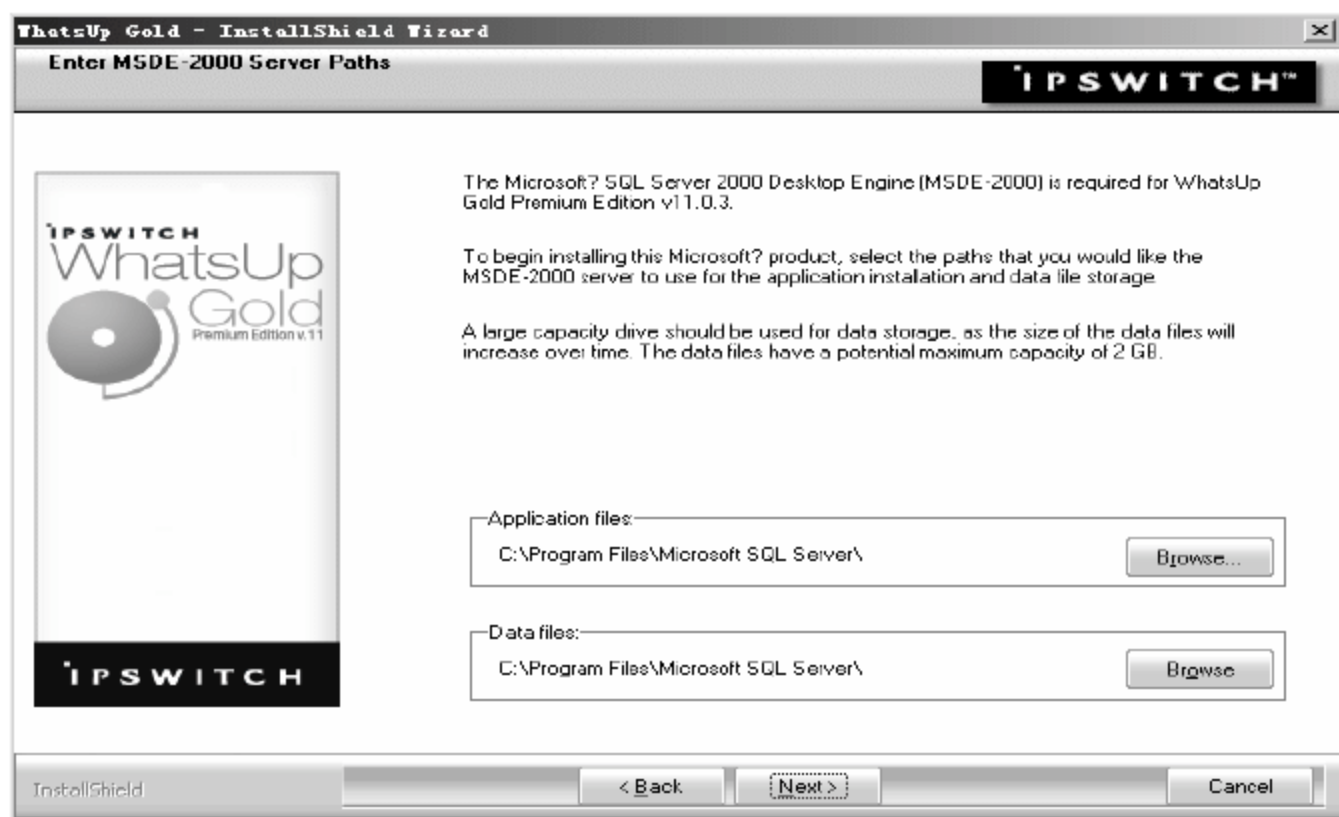 WhatsUp Gold - InstallShield Wizard
Enter MSDE-2000 Server Paths
IPSWITCH™
IPSWITCH
WhatsUp
Gold
Premium Edition v.11
IPSWITCH
The Microsoft? SQL Server 2000 Desktop Engine (MSDE-2000) is required for WhatsUp
Gold Premium Edition v11.0.3.
To begin installing this Microsoft? product, select the paths that you would like the
MSDE-2000 server to use for the application installation and data file storage.
A large capacity drive should be used for data storage, as the size of the data files will
increase over time. The data files have a potential maximum capacity of 2 GB.
Application files:
C:\Program Files\Microsoft SQL Server\
Browse...
Data files:
C:\Program Files\Microsoft SQL Server\
Browse
InstallShield
< Back
Next >
Cancel